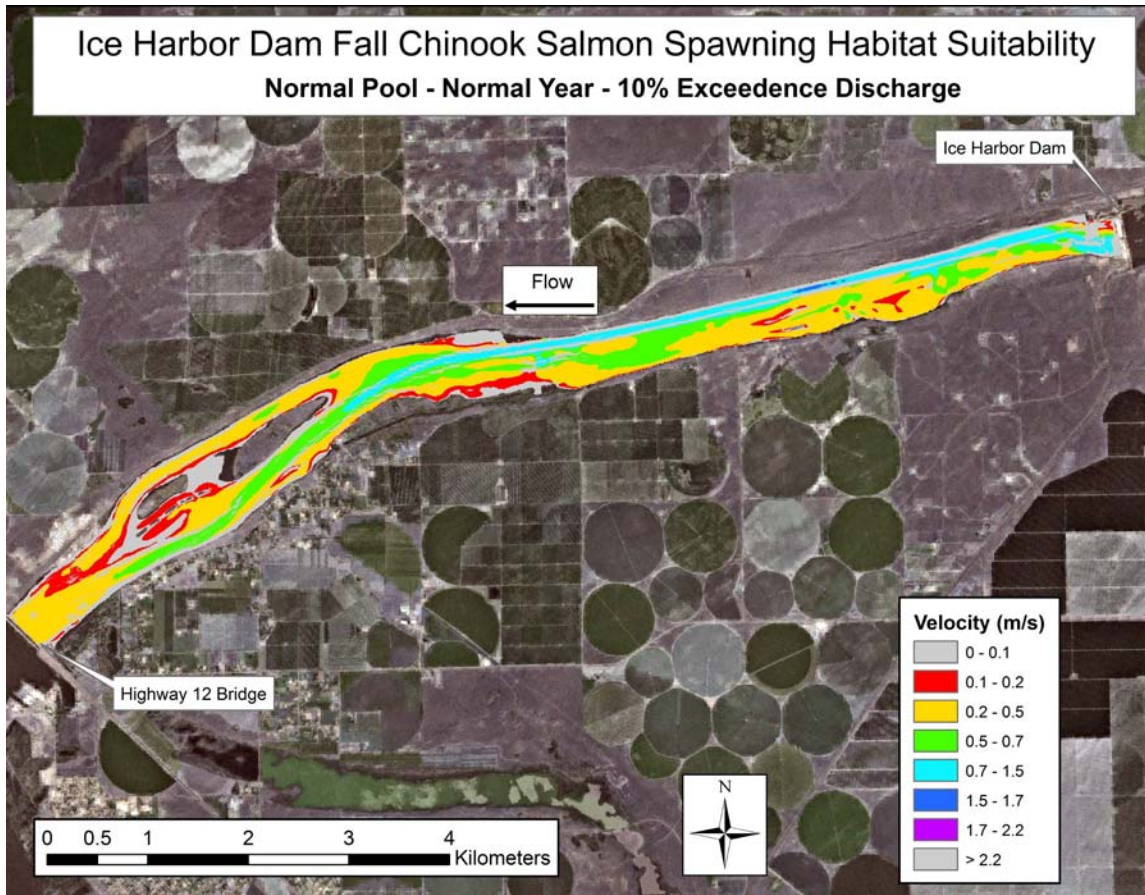 Ice Harbor Dam Fall Chinook Salmon Spawning Habitat Suitability
Normal Pool - Normal Year - 10% Exceedence Discharge
Ice Harbor Dam
Flow
Highway 12 Bridge
Velocity (m/s)
0 - 0.1
0.1 - 0.2
0.2 - 0.5
0.5 - 0.7
0.7 - 1.5
1.5 - 1.7
1.7 - 2.2
> 2.2
N
0 0.5 1 2 3 4
Kilometers